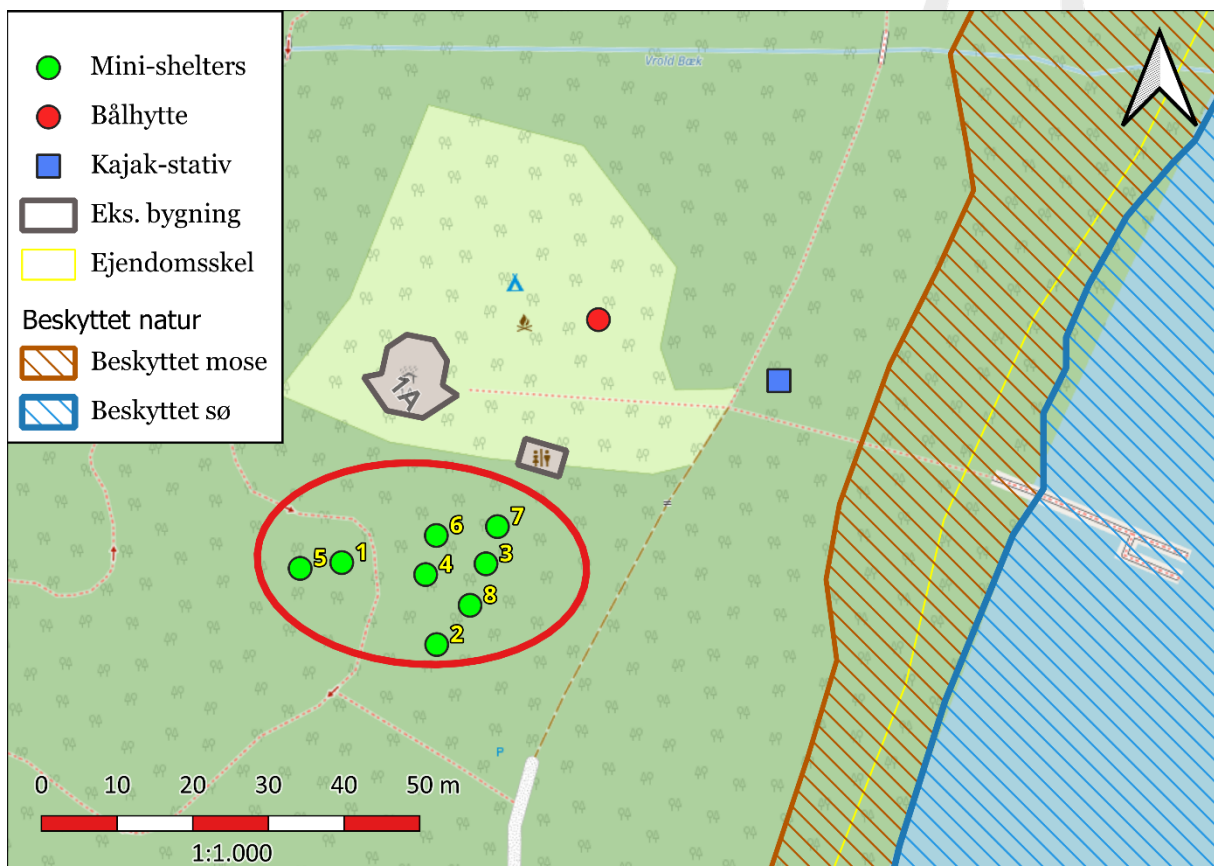 Mini-shelters
Bålhytte
Kajak-stativ
Eks. bygning
Ejendomsskel
Beskyttet natur
Beskyttet mose
Beskyttet sø
Vrold Bæk
1A
7
6
1
5
3
4
8
2
P
0 10 20 30 40 50 m
1:1.000